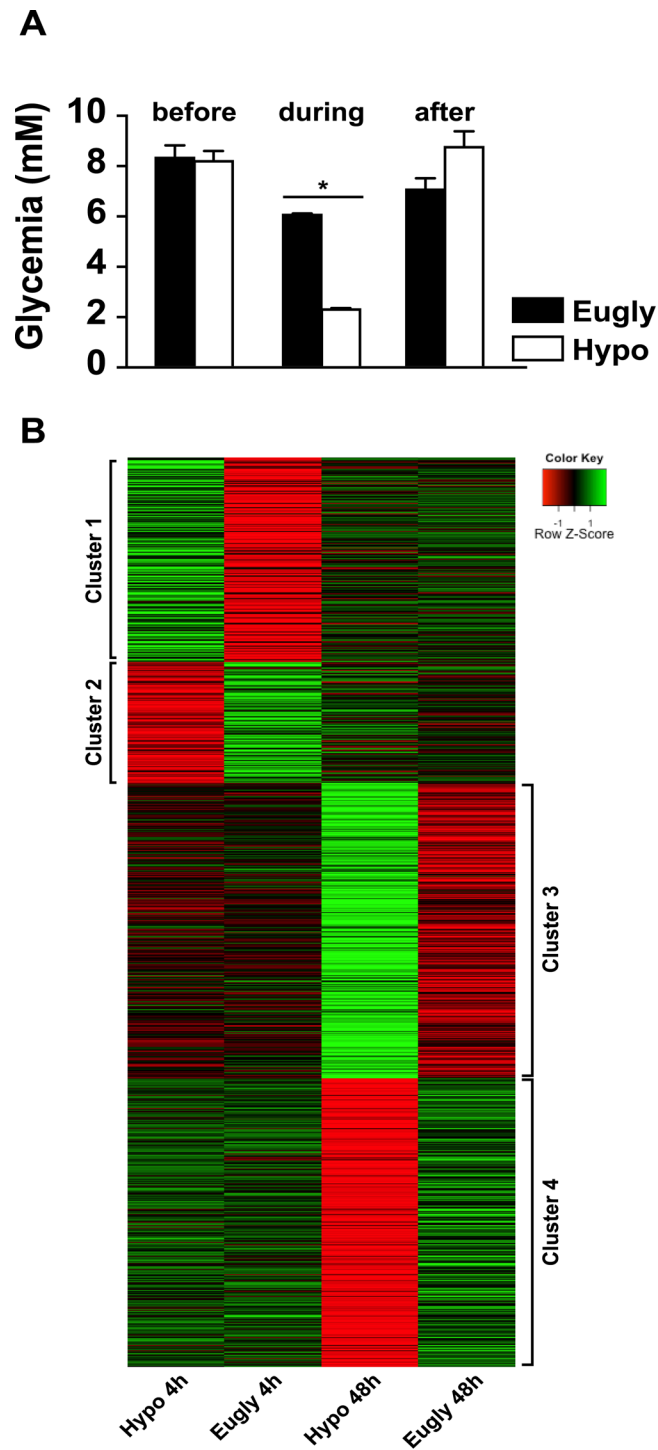 A
before during after
Glycemia (mM)
10
8
6
4
2
0
*
Eugly
Hypo
B
Color Key
-1 1
Row Z-Score
Cluster 1
Cluster 2
Cluster 3
Cluster 4
Hypo 4h
Eugly 4h
Hypo 48h
Eugly 48h